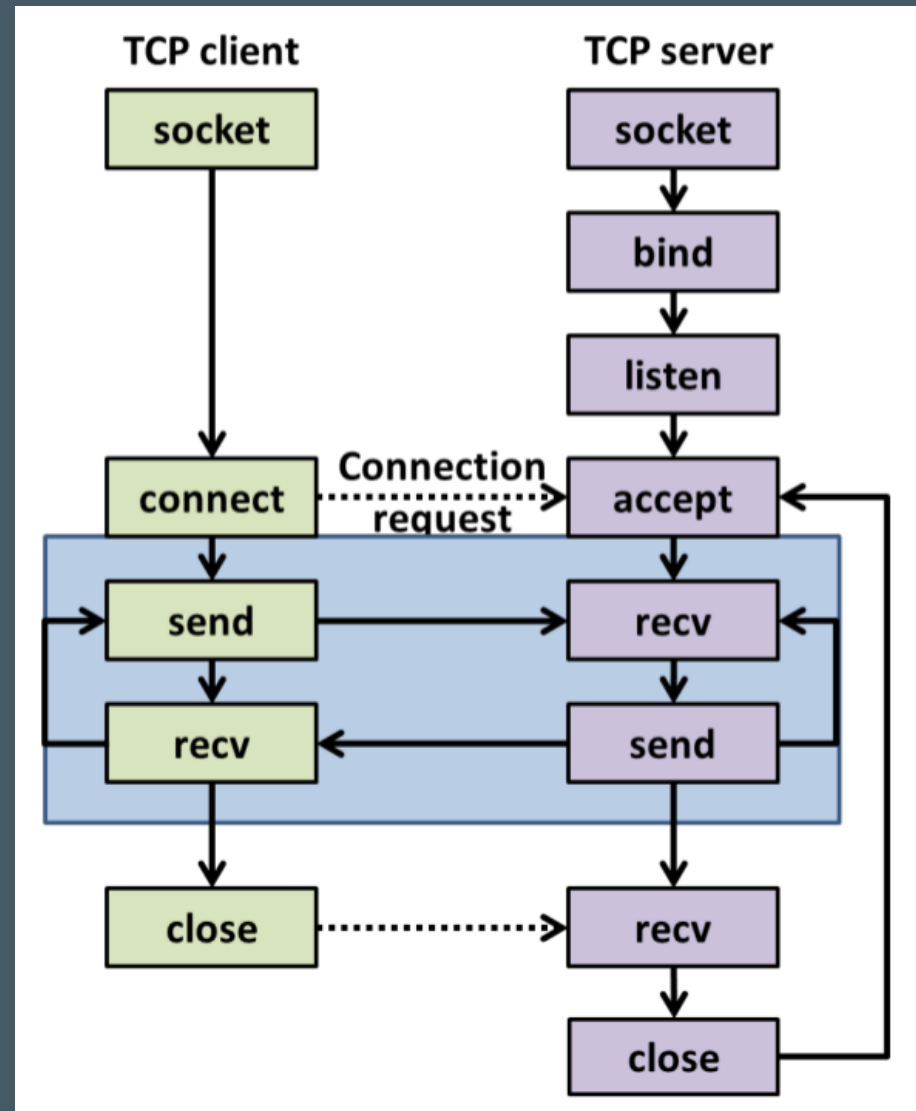 TCP client
TCP server
socket
socket
bind
listen
connect
Connection
request
accept
send
recv
recv
send
close
recv
close